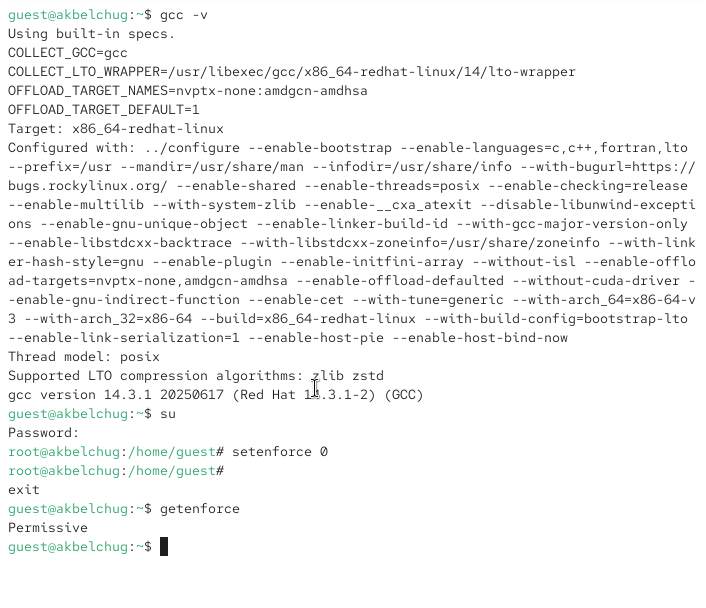 guest@akbelchug:~$ gcc -v
Using built-in specs.
COLLECT_GCC=gcc
COLLECT_LTO_WRAPPER=/usr/libexec/gcc/x86_64-redhat-linux/14/lto-wrapper
OFFLOAD_TARGET_NAMES=nvptx-none:amdgcn-amdhsa
OFFLOAD_TARGET_DEFAULT=1
Target: x86_64-redhat-linux
Configured with: ../configure --enable-bootstrap --enable-languages=c,c++,fortran,lto
--prefix=/usr --mandir=/usr/share/man --infodir=/usr/share/info --with-bugurl=https://
bugs.rockylinux.org/ --enable-shared --enable-threads=posix --enable-checking=release
--enable-multilib --with-system-zlib --enable-__cxa_atexit --disable-libunwind-excepti
ons --enable-gnu-unique-object --enable-linker-build-id --with-gcc-major-version-only
--enable-libstdcxx-backtrace --with-libstdcxx-zoneinfo=/usr/share/zoneinfo --with-link
er-hash-style=gnu --enable-plugin --enable-initfini-array --without-isl --enable-offlo
ad-targets=nvptx-none,amdgcn-amdhsa --enable-offload-defaulted --without-cuda-driver -
-enable-gnu-indirect-function --enable-cet --with-tune=generic --with-arch_64=x86-64-v
3 --with-arch_32=x86-64 --build=x86_64-redhat-linux --with-build-config=bootstrap-lto
--enable-link-serialization=1 --enable-host-pie --enable-host-bind-now
Thread model: posix
Supported LTO compression algorithms: zlib zstd
gcc version 14.3.1 20250617 (Red Hat 14.3.1-2) (GCC)
guest@akbelchug:~$ su
Password:
root@akbelchug:/home/guest# setenforce 0
root@akbelchug:/home/guest#
exit
guest@akbelchug:~$ getenforce
Permissive
guest@akbelchug:~$